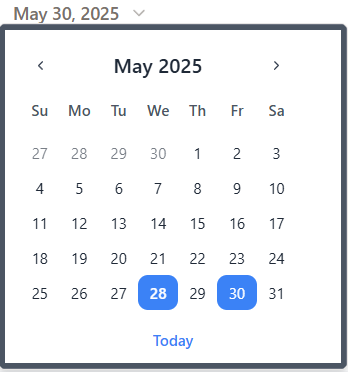 May 30, 2025
May 2025
Su Mo Tu We Th Fr Sa
27 28 29 30 1 2 3
4 5 6 7 8 9 10
11 12 13 14 15 16 17
18 19 20 21 22 23 24
25 26 27 28 29 30 31
Today